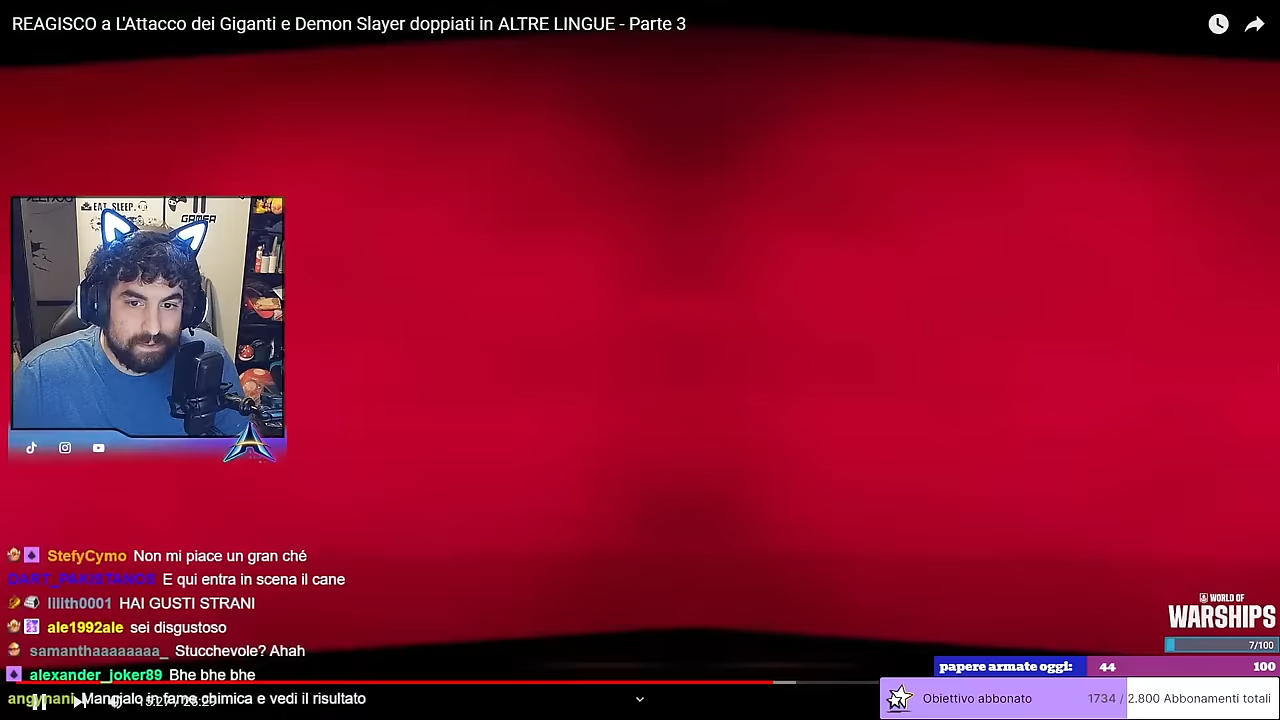 REAGISCO a L'Attacco dei Giganti e Demon Slayer doppiati in ALTRE LINGUE - Parte 3
EAT SLEEP
GAMER
StefyCymo Non mi piace un gran ché
DART_PAKISTANOS E qui entra in scena il cane
lilith0001 HAI GUSTI STRANI
ale1992ale sei disgustoso
samanthaaaaaaaa_ Stucchevole? Ahah
alexander_joker89 Bhe bhe bhe
angymani Mangialo in fame chimica e vedi il risultato
WORLD OF
WARSHIPS
7/100
papere armate oggi: 44 100
Obiettivo abbonato 1734 / 2.800 Abbonamenti totali